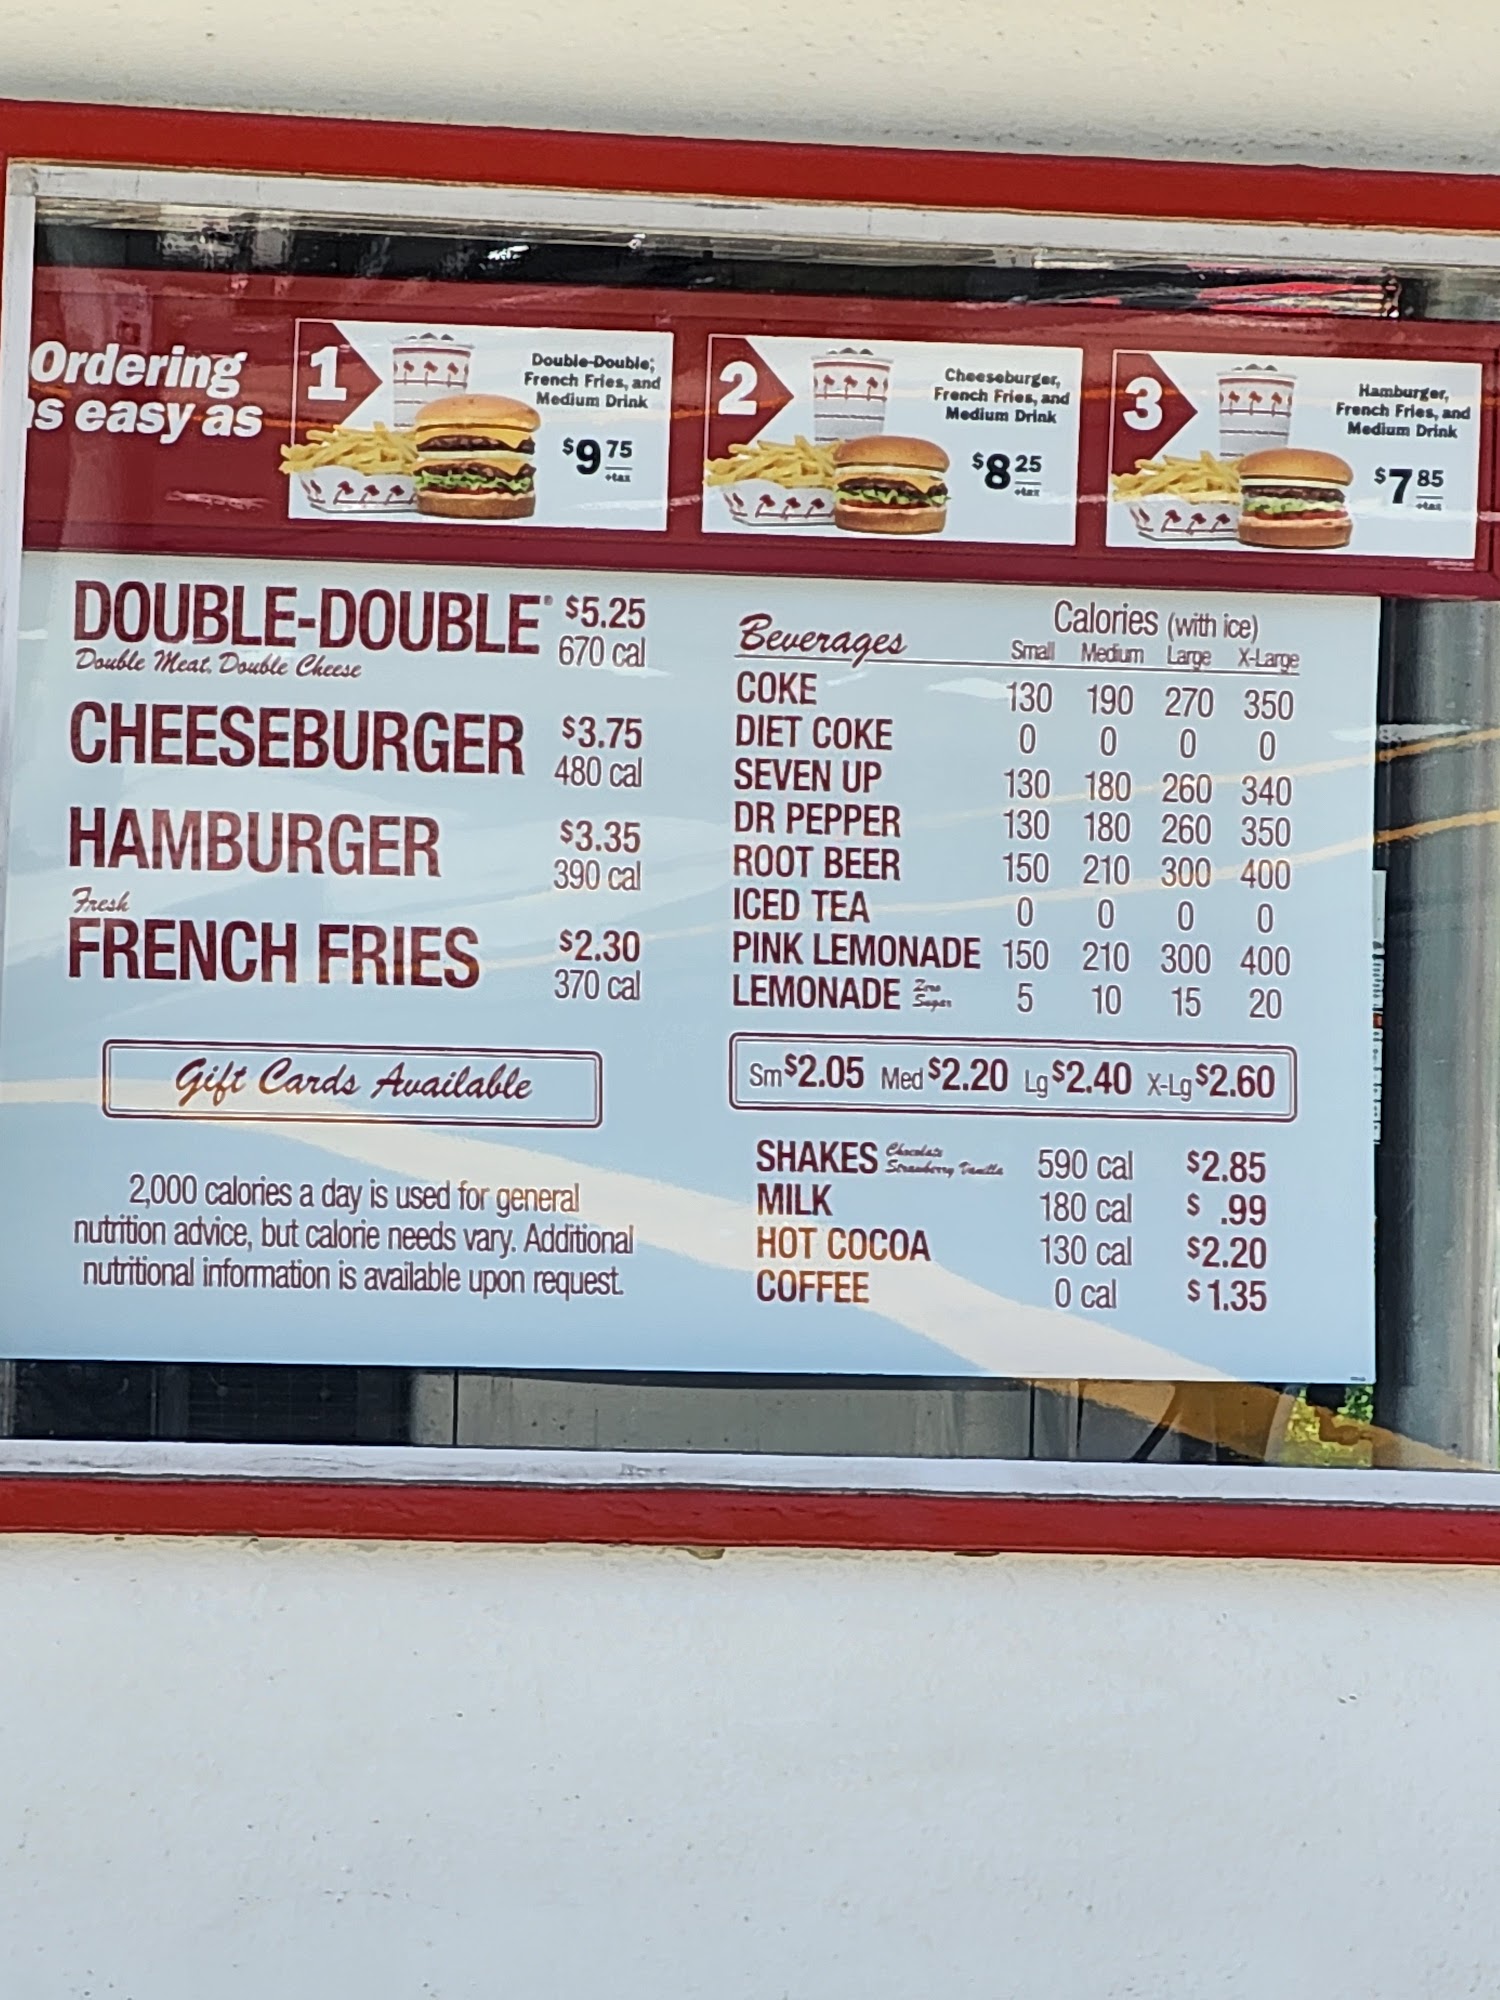 Ordering
as easy as
1
Double-Double,
French Fries, and
Medium Drink
$9 75
+tax
2
Cheeseburger,
French Fries, and
Medium Drink
$8 25
+tax
3
Hamburger,
French Fries, and
Medium Drink
$7 85
+tax
DOUBLE-DOUBLE® $5.25
Double Meat, Double Cheese 670 cal
CHEESEBURGER $3.75
480 cal
HAMBURGER $3.35
390 cal
Fresh
FRENCH FRIES $2.30
370 cal
Gift Cards Available
2,000 calories a day is used for general
nutrition advice, but calorie needs vary. Additional
nutritional information is available upon request.
Beverages Calories (with ice)
Small Medium Large X-Large
COKE 130 190 270 350
DIET COKE 0 0 0 0
SEVEN UP 130 180 260 340
DR PEPPER 130 180 260 350
ROOT BEER 150 210 300 400
ICED TEA 0 0 0 0
PINK LEMONADE 150 210 300 400
LEMONADE Zero Sugar 5 10 15 20
Sm $2.05 Med $2.20 Lg $2.40 X-Lg $2.60
SHAKES Chocolate Strawberry Vanilla 590 cal $2.85
MILK 180 cal $ .99
HOT COCOA 130 cal $2.20
COFFEE 0 cal $1.35